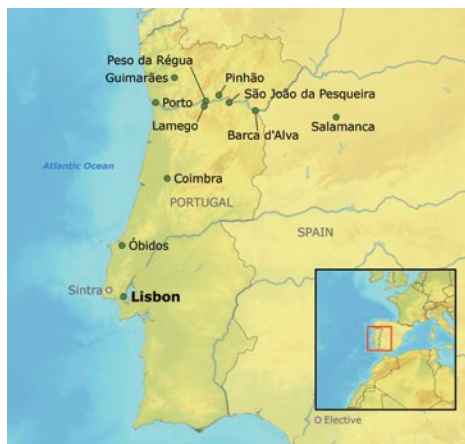 Peso da Régua
Guimarães
Pinhão
São João da Pesqueira
Porto
Lamego
Barca d'Alva
Salamanca
Atlantic Ocean
Coimbra
PORTUGAL
SPAIN
Óbidos
Sintra
Lisbon
Elective